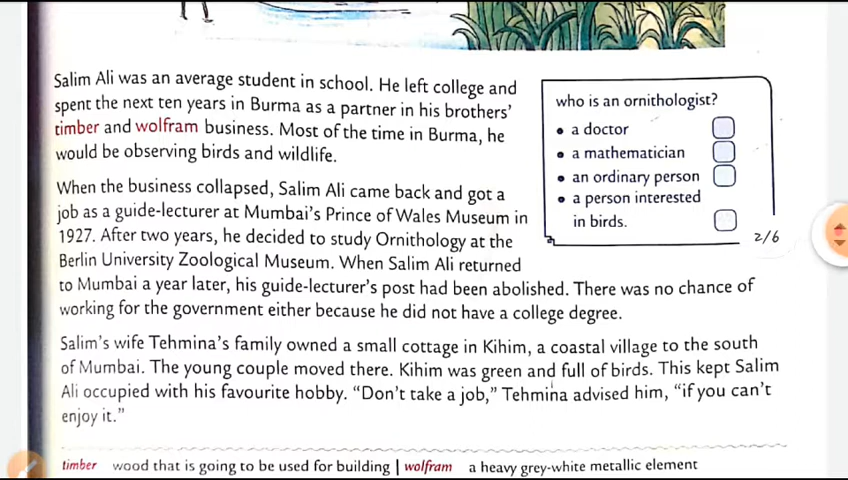 Salim Ali was an average student in school. He left college and
spent the next ten years in Burma as a partner in his brothers'
timber and wolfram business. Most of the time in Burma, he
would be observing birds and wildlife.
When the business collapsed, Salim Ali came back and got a
job as a guide-lecturer at Mumbai's Prince of Wales Museum in
1927. After two years, he decided to study Ornithology at the
Berlin University Zoological Museum. When Salim Ali returned
to Mumbai a year later, his guide-lecturer's post had been abolished. There was no chance of
working for the government either because he did not have a college degree.
Salim's wife Tehmina's family owned a small cottage in Kihim, a coastal village to the south
of Mumbai. The young couple moved there. Kihim was green and full of birds. This kept Salim
Ali occupied with his favourite hobby. “Don't take a job,” Tehmina advised him, “if you can't
enjoy it.”
who is an ornithologist?
• a doctor
• a mathematician
• an ordinary person
• a person interested
in birds.
2/6
timber wood that is going to be used for building | wolfram a heavy grey-white metallic element